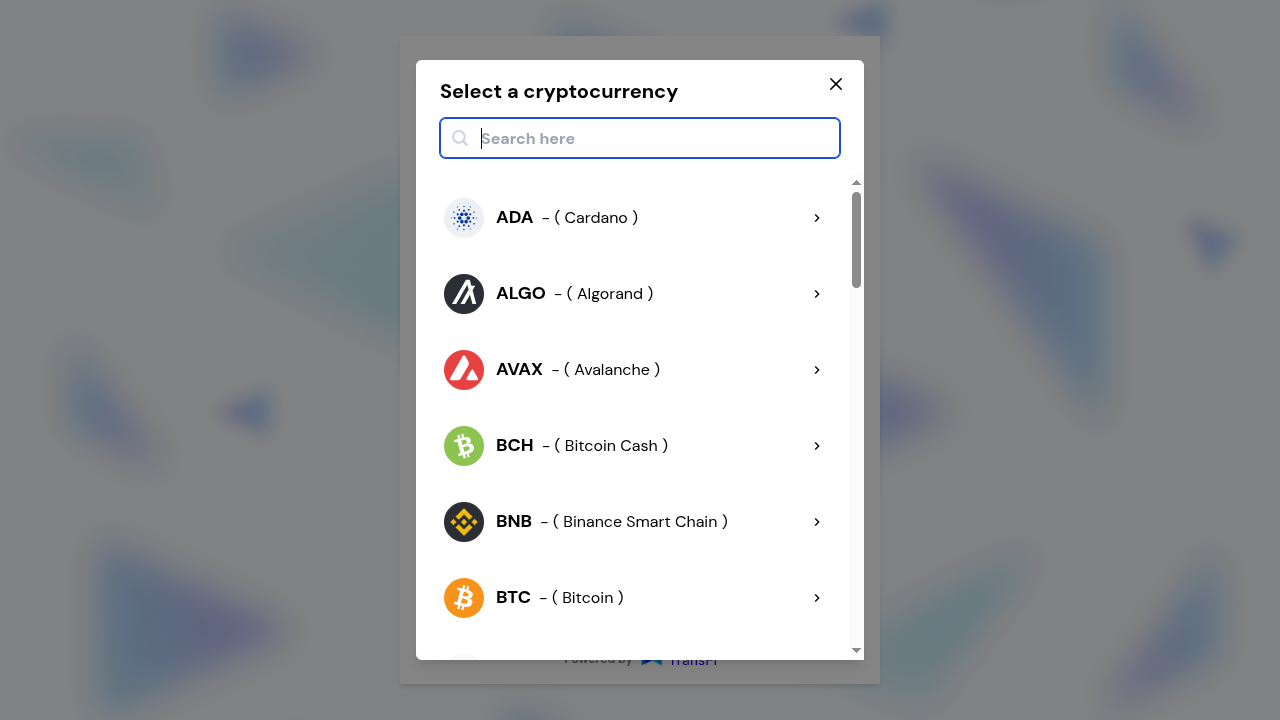 Select a cryptocurrency
Search here
ADA - ( Cardano )
ALGO - ( Algorand )
AVAX - ( Avalanche )
BCH - ( Bitcoin Cash )
BNB - ( Binance Smart Chain )
BTC - ( Bitcoin )
Powered by TransFi